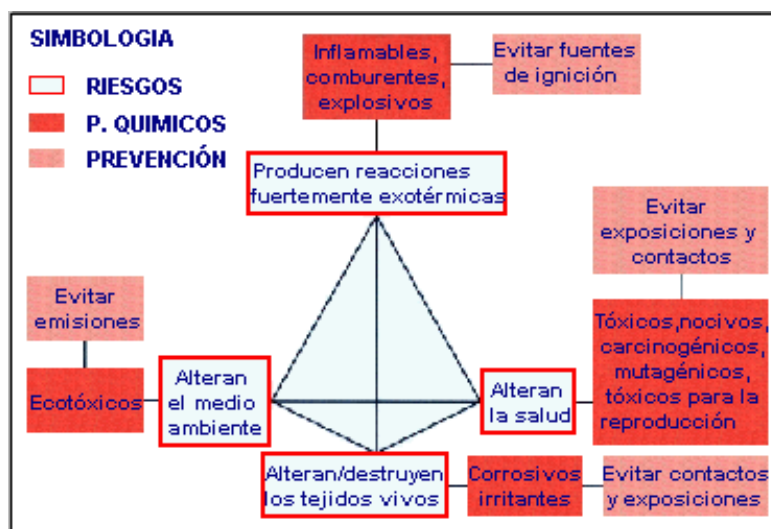 SIMBOLOGIA
RIESGOS
P. QUIMICOS
PREVENCIÓN
Inflamables,
comburentes,
explosivos
Evitar fuentes
de ignición
Producen reacciones
fuertemente exotérmicas
Evitar
exposiciones y
contactos
Evitar
emisiones
Tóxicos,nocivos,
carcinogénicos,
mutagénicos,
tóxicos para la
reproducción
Ecotóxicos
Alteran
el medio
ambiente
Alteran
la salud
Alteran/destruyen
los tejidos vivos
Corrosivos
irritantes
Evitar contactos
y exposiciones